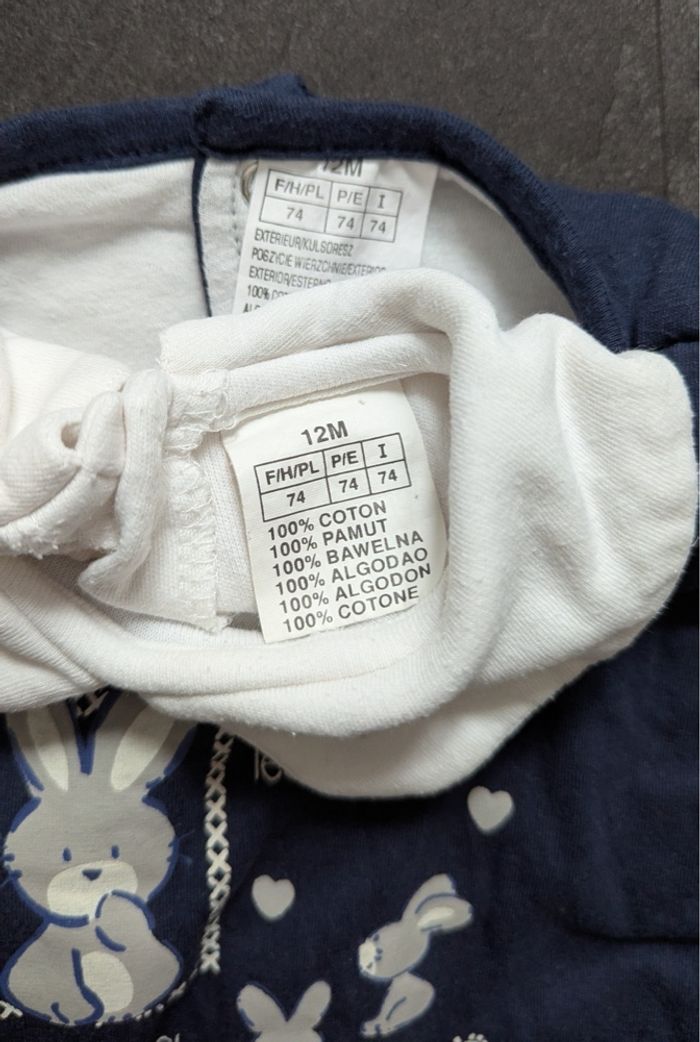 12M
F/H/PL P/E I
74 74 74
EXTERIEUR/KULSORESZ
POSZYCIE WIERZCHNIE/EXTERIOR
EXTERIOR/ESTERNO
100%
12M
F/H/PL P/E I
74 74 74
100% COTON
100% PAMUT
100% BAWELNA
100% ALGODAO
100% ALGODON
100% COTONE